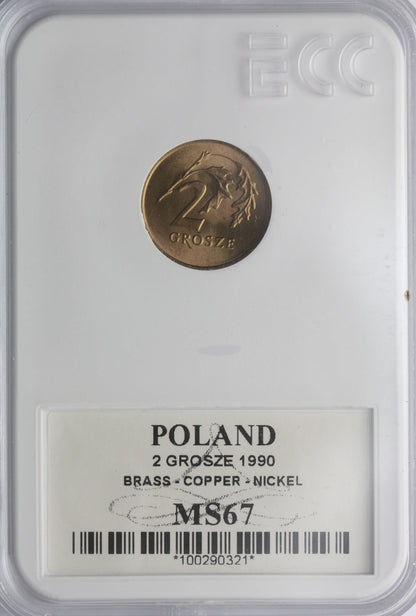 ECC
2
GROSZE
POLAND
2 GROSZE 1990
BRASS - COPPER - NICKEL
MS67
*100290321*